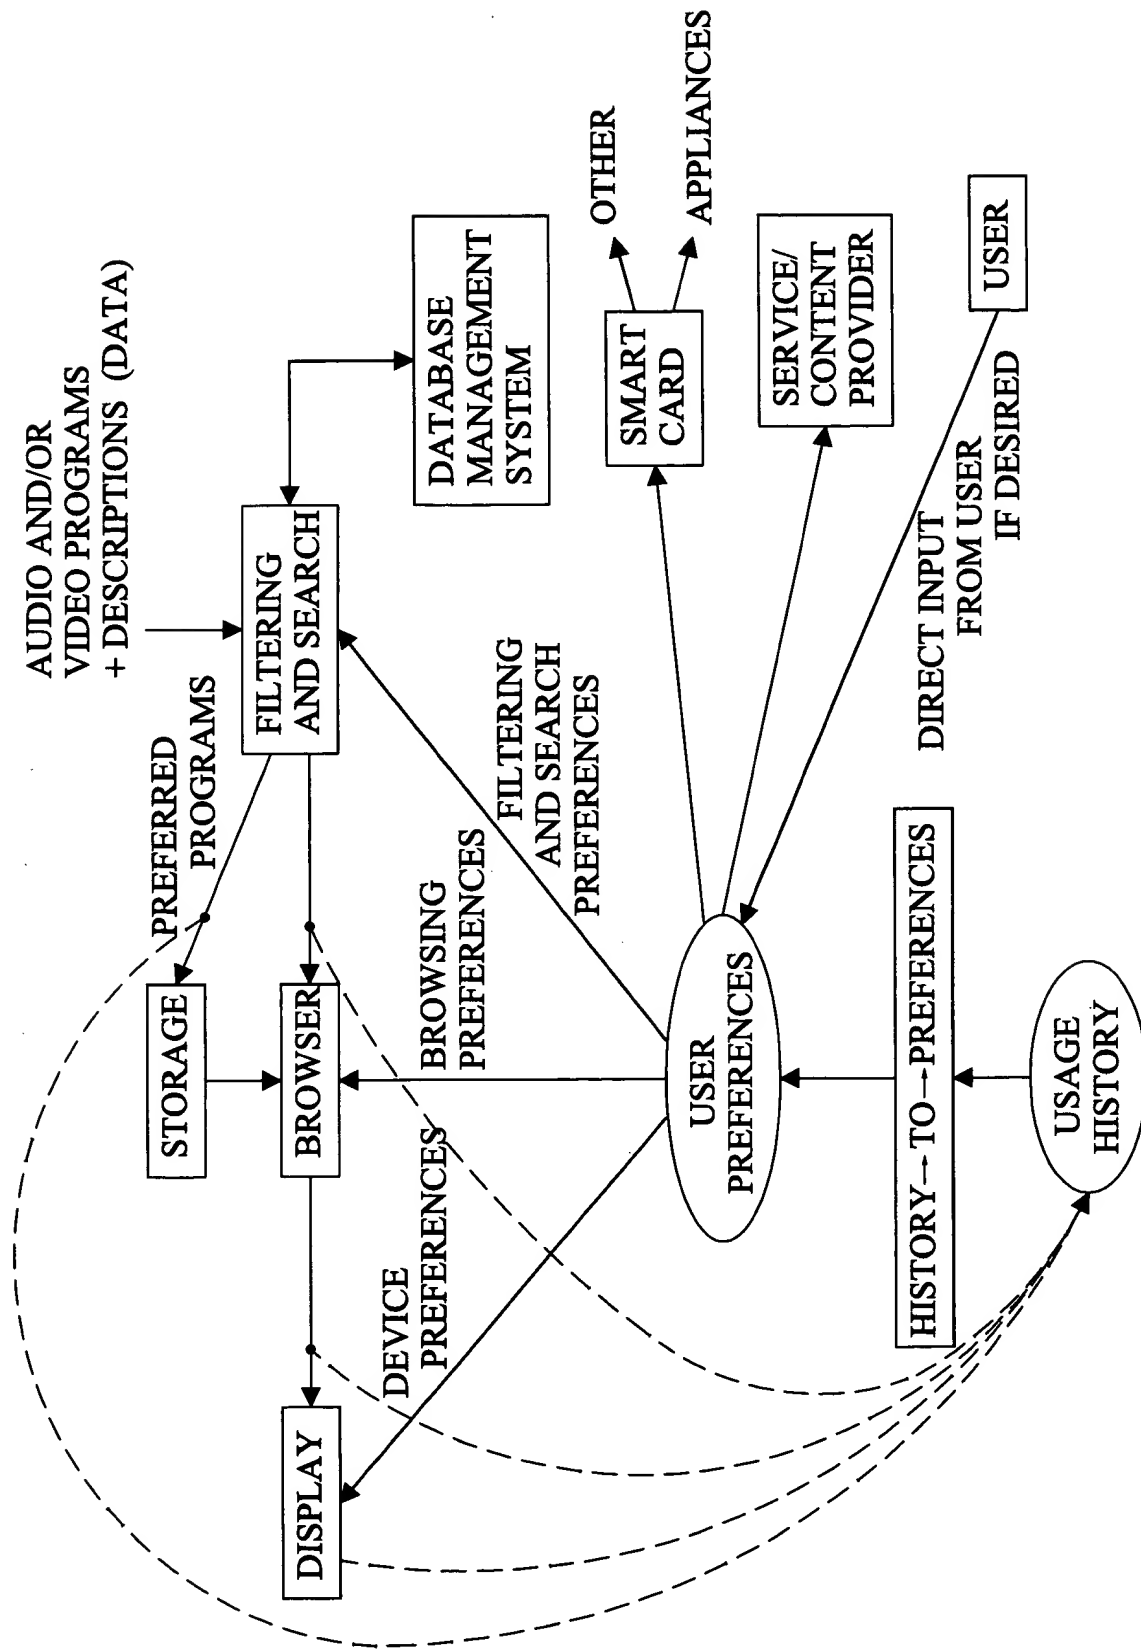 AUDIO AND/OR
VIDEO PROGRAMS
+ DESCRIPTIONS (DATA)
PREFERRED
PROGRAMS
STORAGE
FILTERING
AND SEARCH
BROWSER
DISPLAY
DATABASE
MANAGEMENT
SYSTEM
DEVICE
PREFERENCES
BROWSING
PREFERENCES
FILTERING
AND SEARCH
PREFERENCES
OTHER
SMART
CARD
APPLIANCES
USER
PREFERENCES
SERVICE/
CONTENT
PROVIDER
HISTORY→TO→PREFERENCES
DIRECT INPUT
FROM USER
IF DESIRED
USER
USAGE
HISTORY